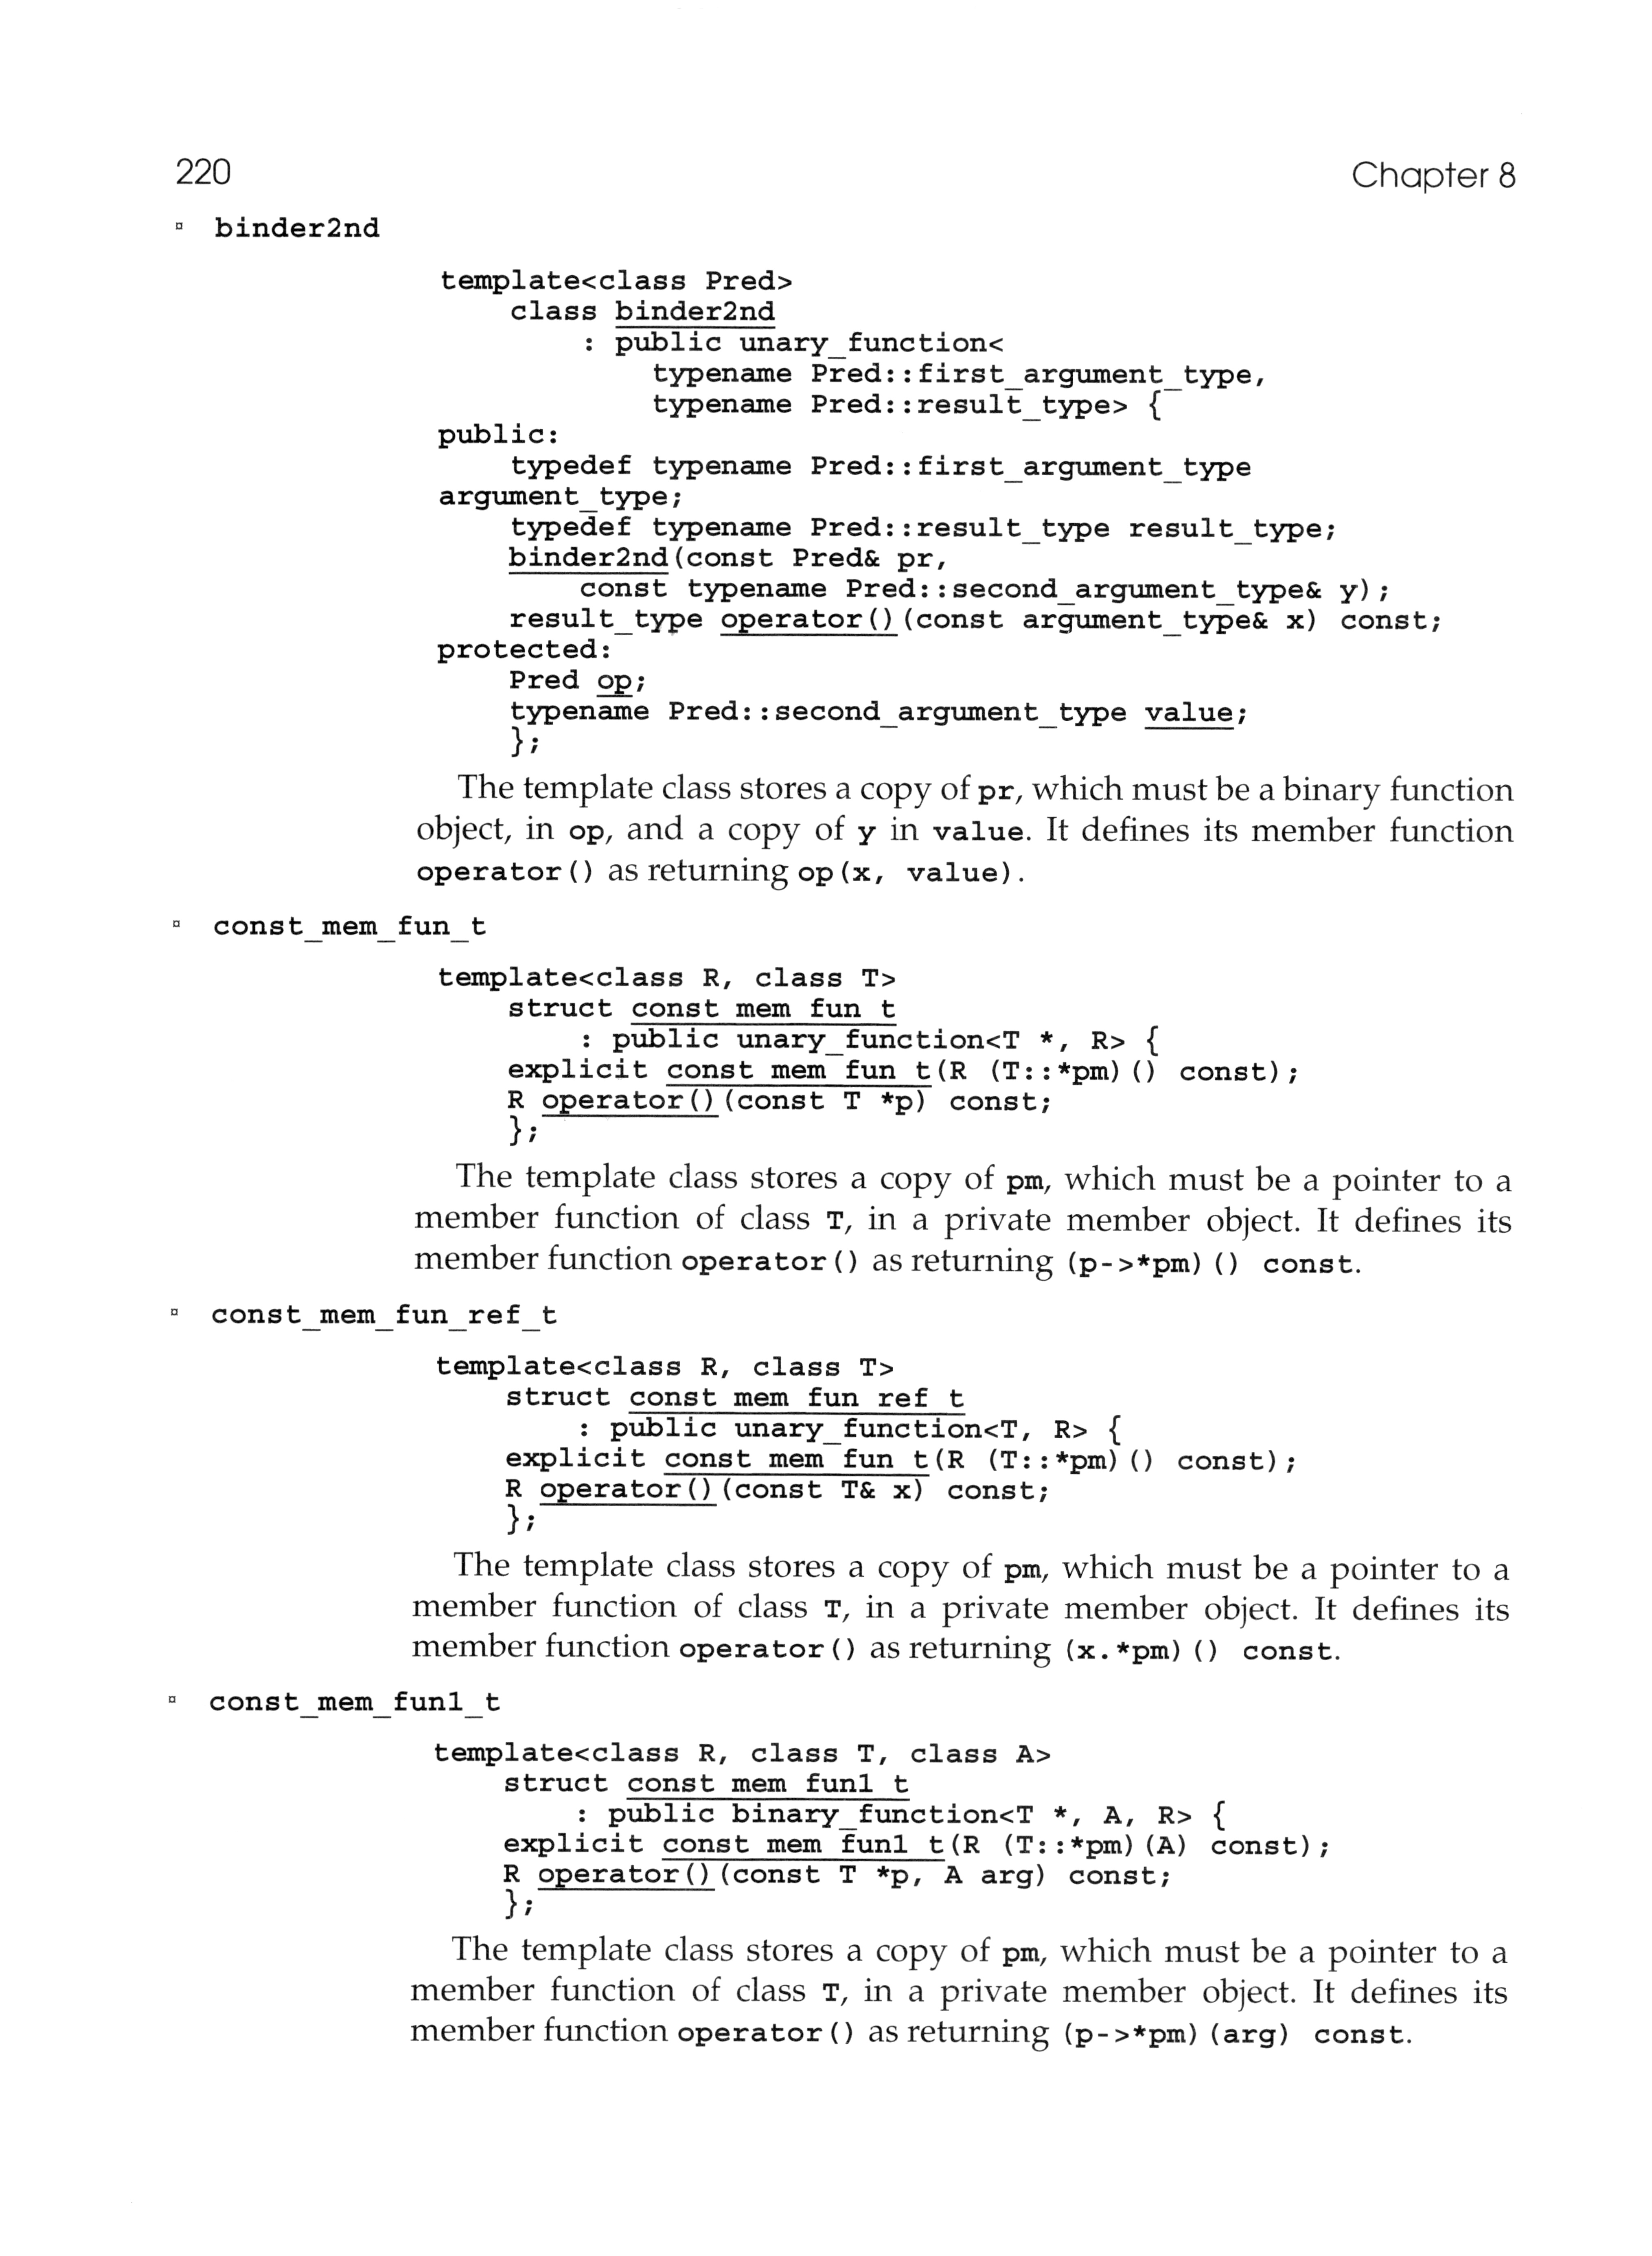 220
Chapter 8
▫ binder2nd
template<class Pred>
    class binder2nd
        : public unary_function<
            typename Pred::first_argument_type,
            typename Pred::result_type> {
public:
    typedef typename Pred::first_argument_type
argument_type;
    typedef typename Pred::result_type result_type;
    binder2nd(const Pred& pr,
        const typename Pred::second_argument_type& y);
    result_type operator()(const argument_type& x) const;
protected:
    Pred op;
    typename Pred::second_argument_type value;
    };
The template class stores a copy of pr, which must be a binary function
object, in op, and a copy of y in value. It defines its member function
operator() as returning op(x, value).
▫ const_mem_fun_t
template<class R, class T>
    struct const_mem_fun_t
        : public unary_function<T *, R> {
    explicit const_mem_fun_t(R (T::*pm)() const);
    R operator()(const T *p) const;
    };
The template class stores a copy of pm, which must be a pointer to a
member function of class T, in a private member object. It defines its
member function operator() as returning (p->*pm)() const.
▫ const_mem_fun_ref_t
template<class R, class T>
    struct const_mem_fun_ref_t
        : public unary_function<T, R> {
    explicit const_mem_fun_t(R (T::*pm)() const);
    R operator()(const T& x) const;
    };
The template class stores a copy of pm, which must be a pointer to a
member function of class T, in a private member object. It defines its
member function operator() as returning (x.*pm)() const.
▫ const_mem_fun1_t
template<class R, class T, class A>
    struct const_mem_fun1_t
        : public binary_function<T *, A, R> {
    explicit const_mem_fun1_t(R (T::*pm)(A) const);
    R operator()(const T *p, A arg) const;
    };
The template class stores a copy of pm, which must be a pointer to a
member function of class T, in a private member object. It defines its
member function operator() as returning (p->*pm)(arg) const.